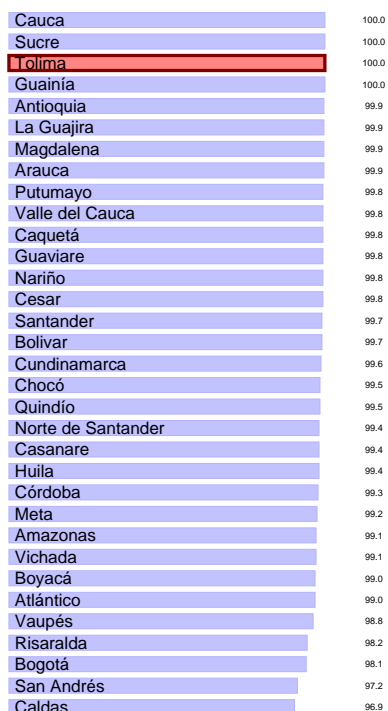 Cauca 100.0
Sucre 100.0
Tolima 100.0
Guainía 100.0
Antioquia 99.9
La Guajira 99.9
Magdalena 99.9
Arauca 99.9
Putumayo 99.8
Valle del Cauca 99.8
Caquetá 99.8
Guaviare 99.8
Nariño 99.8
Cesar 99.8
Santander 99.7
Bolivar 99.7
Cundinamarca 99.6
Chocó 99.5
Quindío 99.5
Norte de Santander 99.4
Casanare 99.4
Huila 99.4
Córdoba 99.3
Meta 99.2
Amazonas 99.1
Vichada 99.1
Boyacá 99.0
Atlántico 99.0
Vaupés 98.8
Risaralda 98.2
Bogotá 98.1
San Andrés 97.2
Caldas 96.9